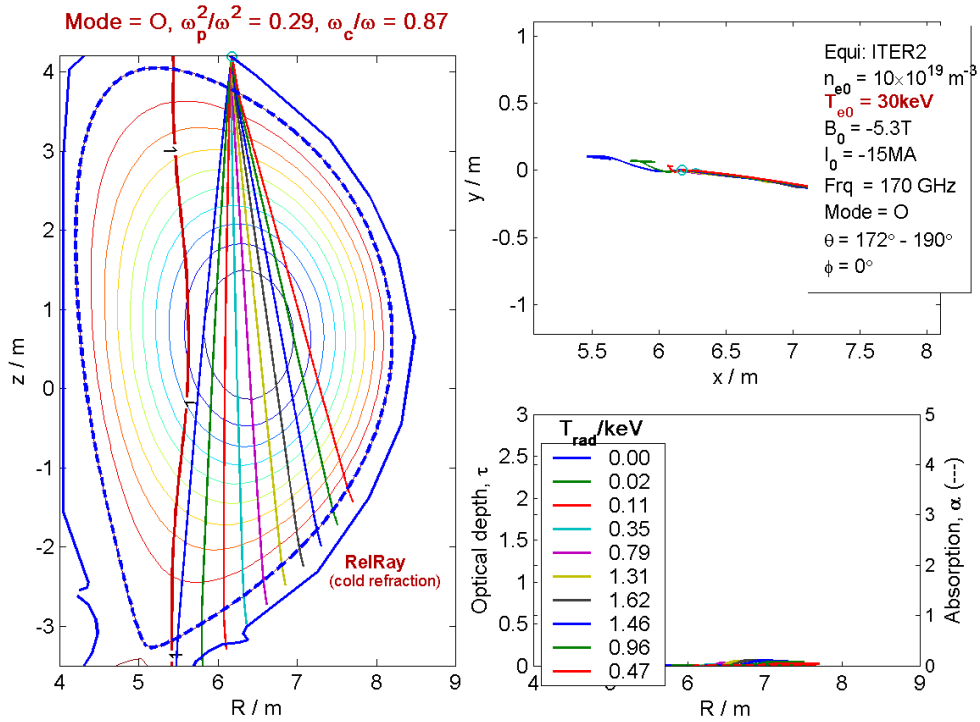 Mode = O, ω_p^2/ω^2 = 0.29, ω_c/ω = 0.87
4
3
2
1
0
-1
-2
-3
z / m
1
1
1
RelRay
(cold refraction)
4 5 6 7 8 9
R / m
1
0.5
0
-0.5
-1
y / m
5.5 6 6.5 7 7.5 8
x / m
Equi: ITER2
n_e0 = 10×10^19 m^-3
T_e0 = 30keV
B_0 = -5.3T
I_0 = -15MA
Frq = 170 GHz
Mode = O
θ = 172° - 190°
ϕ = 0°
3
2.5
2
1.5
1
0.5
0
Optical depth, τ
T_rad/keV
0.00
0.02
0.11
0.35
0.79
1.31
1.62
1.46
0.96
0.47
5
4
3
2
1
0
Absorption, α (---)
4 5 6 7 8 9
R / m